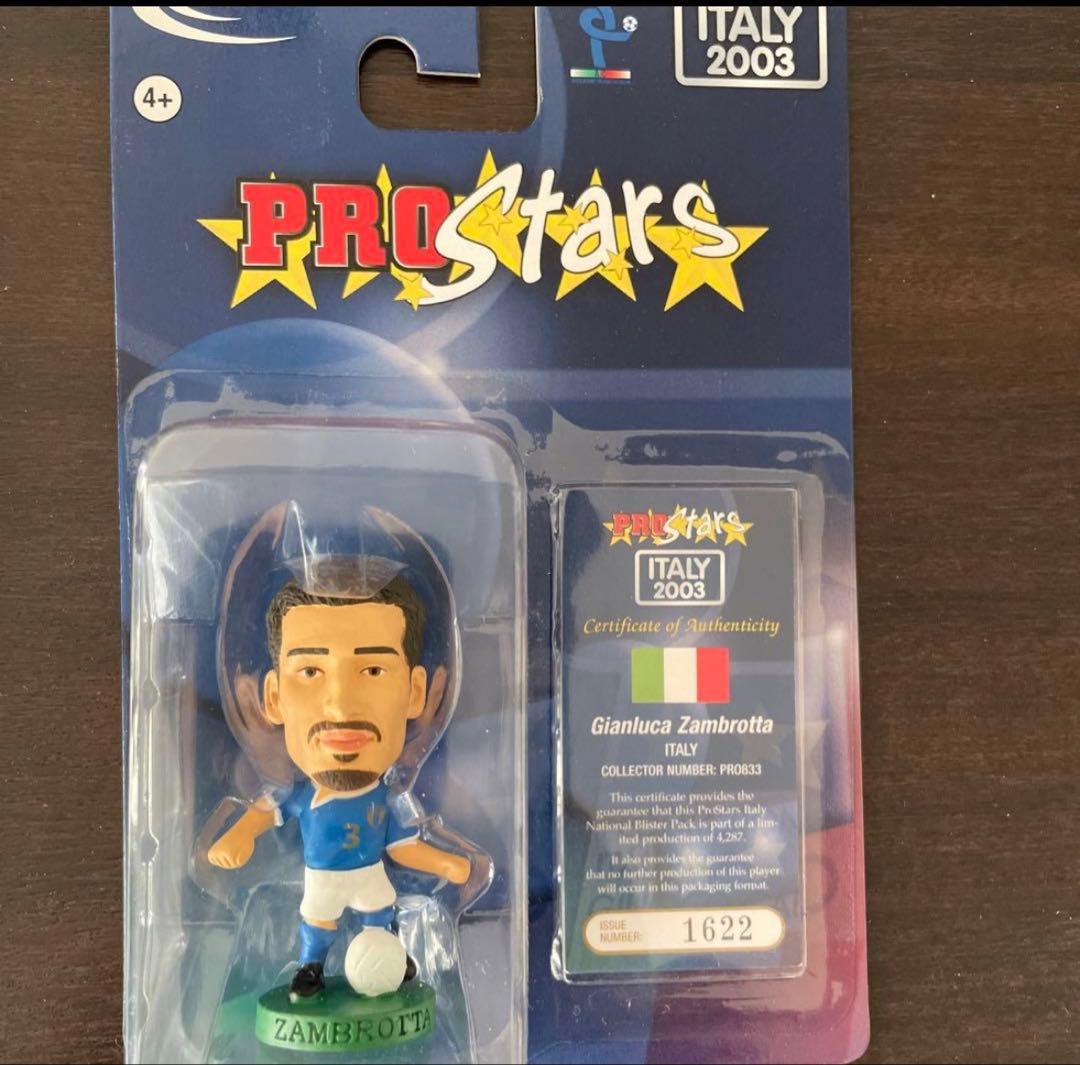 ITALY
2003
4+
PROStars
PROStars
ITALY
2003
Certificate of Authenticity
Gianluca Zambrotta
ITALY
COLLECTOR NUMBER: PRO833
This certificate provides the
guarantee that this ProStars Italy
National Blister Pack is part of a lim-
ited production of 4,287.
It also provides the guarantee
that no further production of this player
will occur in this packaging format.
ISSUE
NUMBER:
1622
3
ZAMBROTTA